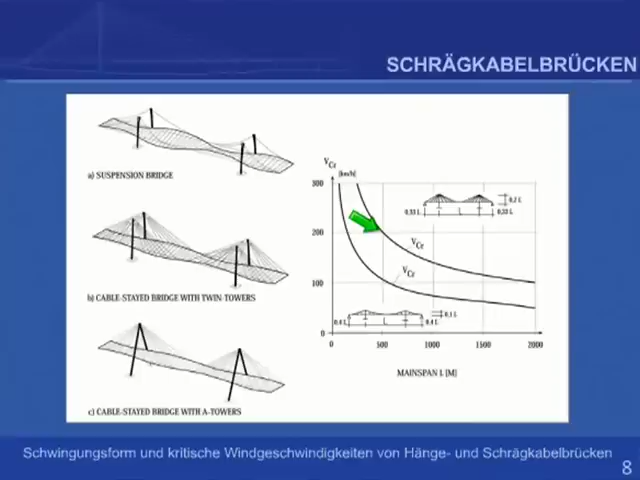 SCHRÄGKABELBRÜCKEN
a) SUSPENSION BRIDGE
b) CABLE-STAYED BRIDGE WITH TWIN-TOWERS
c) CABLE-STAYED BRIDGE WITH A-TOWERS
VCr
[km/h]
300
200
100
0
0,2 L
0,33 L
L
0,33 L
VCr
VCr
0,1 L
0.4 L
L
0.4 L
0
500
1000
1500
2000
MAINSPAN L [M]
Schwingungsform und kritische Windgeschwindigkeiten von Hänge- und Schrägkabelbrücken
8